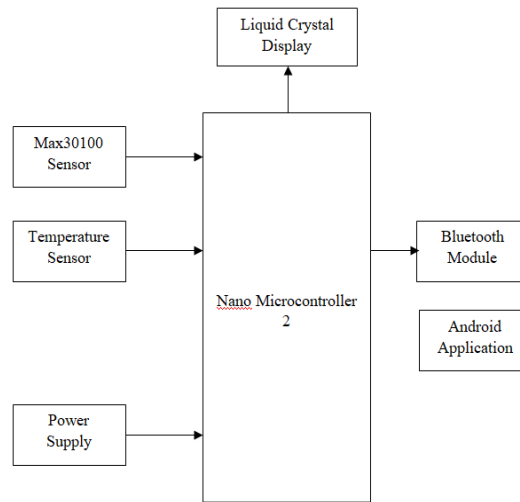 Liquid Crystal
Display
Max30100
Sensor
Temperature
Sensor
Bluetooth
Module
Nano Microcontroller
2
Android
Application
Power
Supply